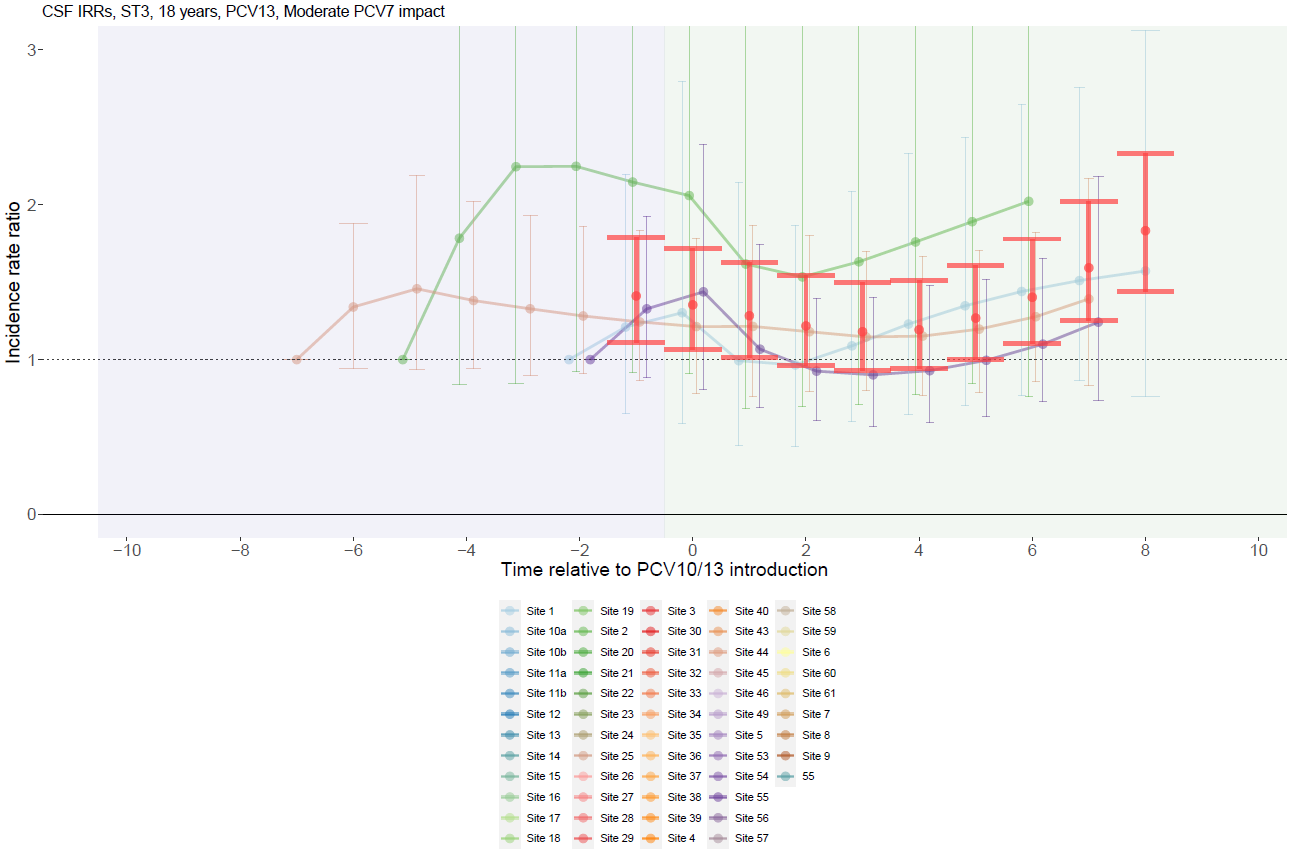 CSF IRRs, ST3, 18 years, PCV13, Moderate PCV7 impact
Incidence rate ratio
3
2
1
0
−10 −8 −6 −4 −2 0 2 4 6 8 10
Time relative to PCV10/13 introduction
Site 1 Site 19 Site 3 Site 40 Site 58
Site 10a Site 2 Site 30 Site 43 Site 59
Site 10b Site 20 Site 31 Site 44 Site 6
Site 11a Site 21 Site 32 Site 45 Site 60
Site 11b Site 22 Site 33 Site 46 Site 61
Site 12 Site 23 Site 34 Site 49 Site 7
Site 13 Site 24 Site 35 Site 5 Site 8
Site 14 Site 25 Site 36 Site 53 Site 9
Site 15 Site 26 Site 37 Site 54 55
Site 16 Site 27 Site 38 Site 55
Site 17 Site 28 Site 39 Site 56
Site 18 Site 29 Site 4 Site 57